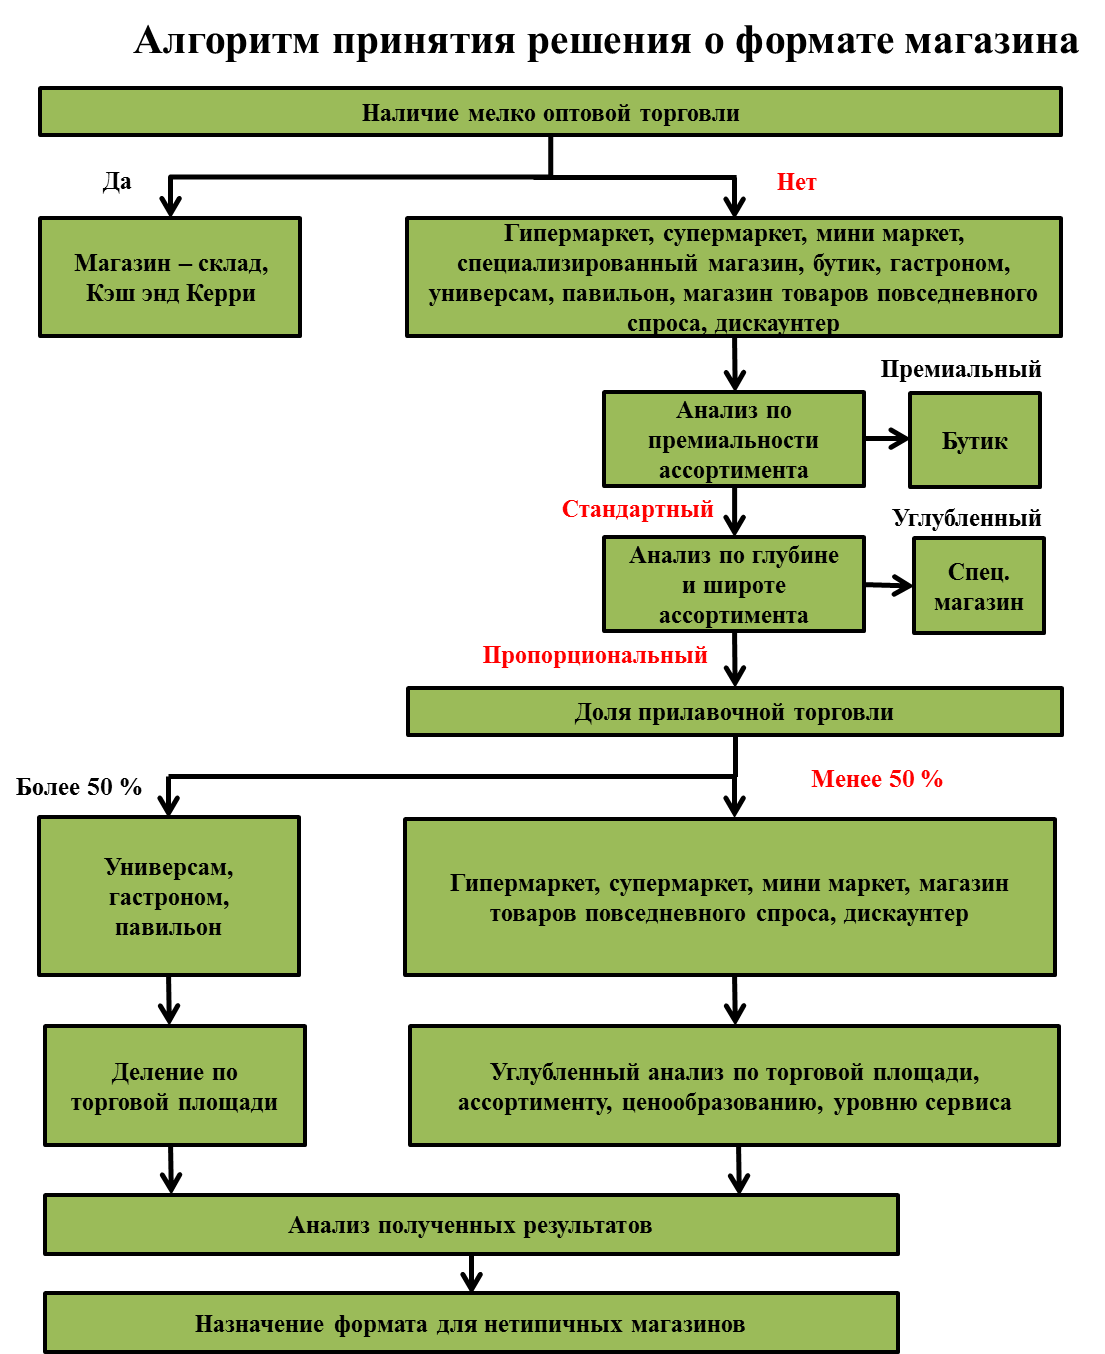 Алгоритм принятия решения о формате магазина
Наличие мелко оптовой торговли
Да
Нет
Магазин – склад,
Кэш энд Керри
Гипермаркет, супермаркет, мини маркет,
специализированный магазин, бутик, гастроном,
универсам, павильон, магазин товаров повседневного
спроса, дискаунтер
Премиальный
Анализ по
премиальности
ассортимента
Бутик
Стандартный
Углубленный
Анализ по глубине
и широте
ассортимента
Спец.
магазин
Пропорциональный
Доля прилавочной торговли
Более 50 %
Менее 50 %
Универсам,
гастроном,
павильон
Гипермаркет, супермаркет, мини маркет, магазин
товаров повседневного спроса, дискаунтер
Деление по
торговой площади
Углубленный анализ по торговой площади,
ассортименту, ценообразованию, уровню сервиса
Анализ полученных результатов
Назначение формата для нетипичных магазинов